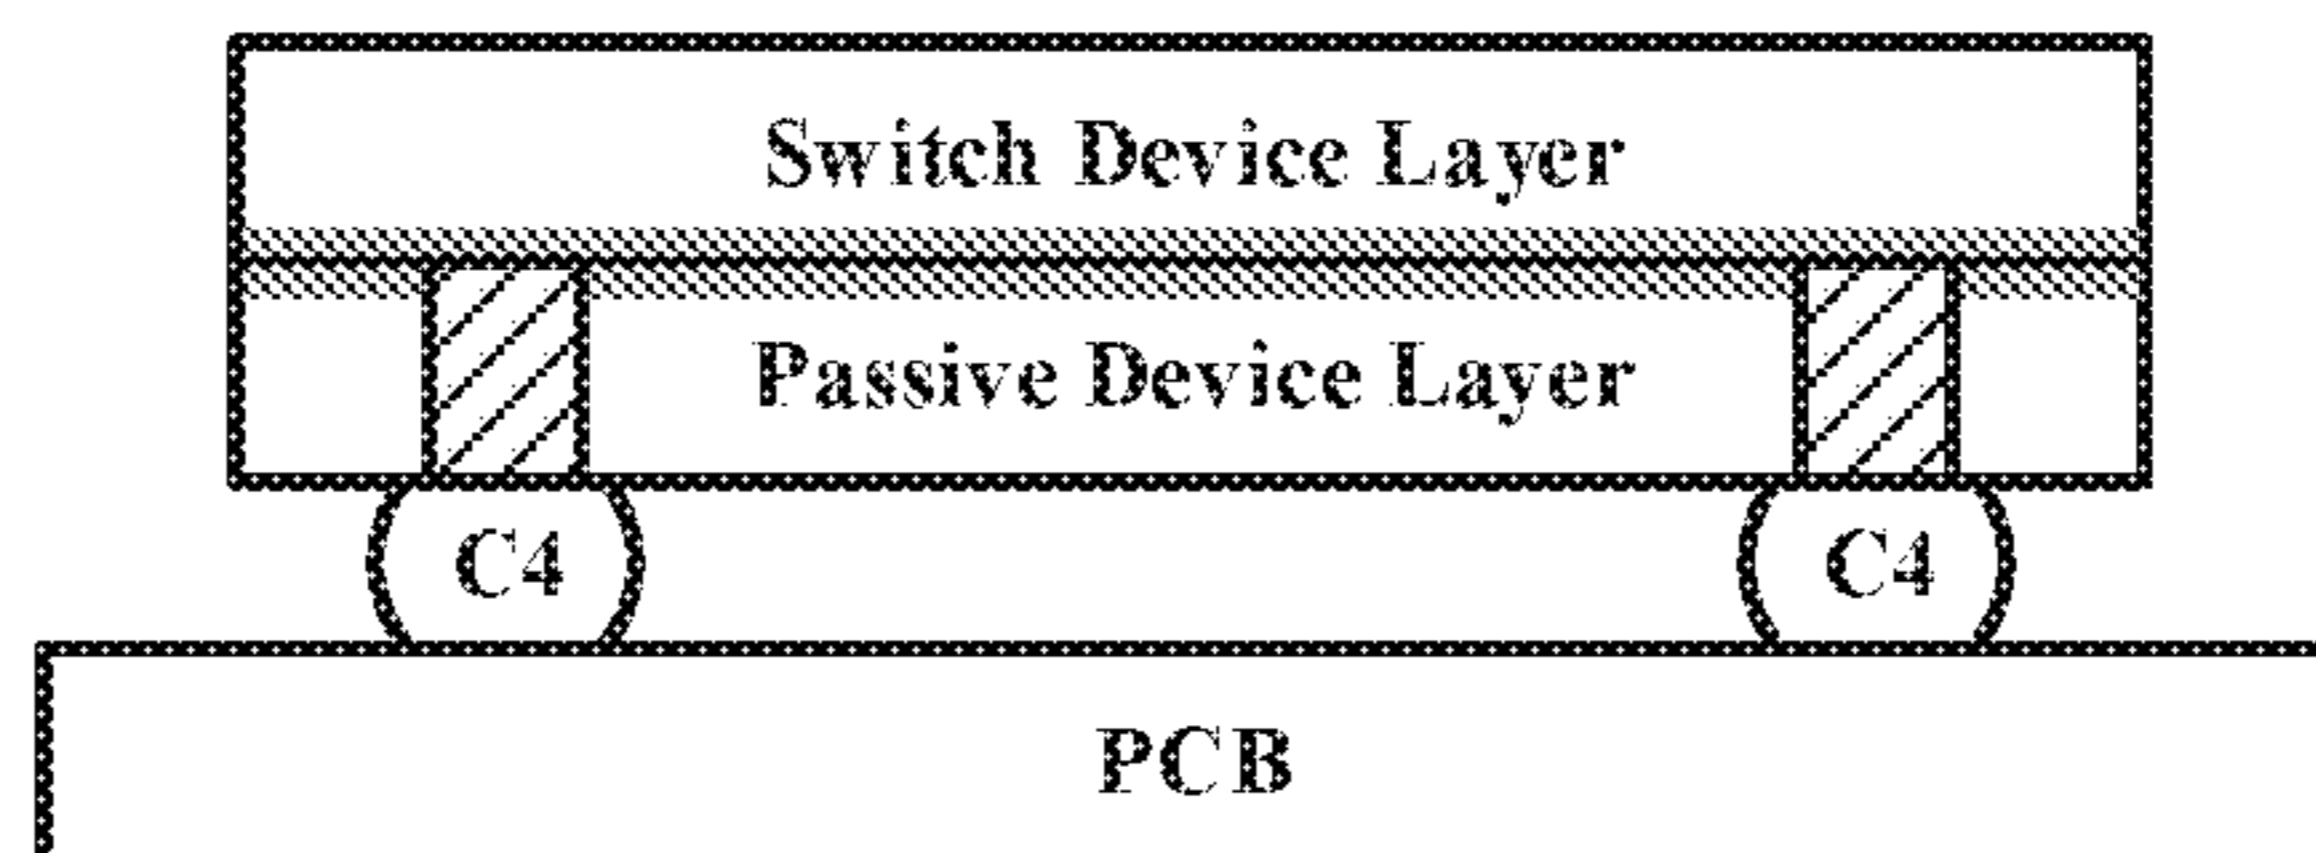 Switch Device Layer
Passive Device Layer
C4 C4
PCB